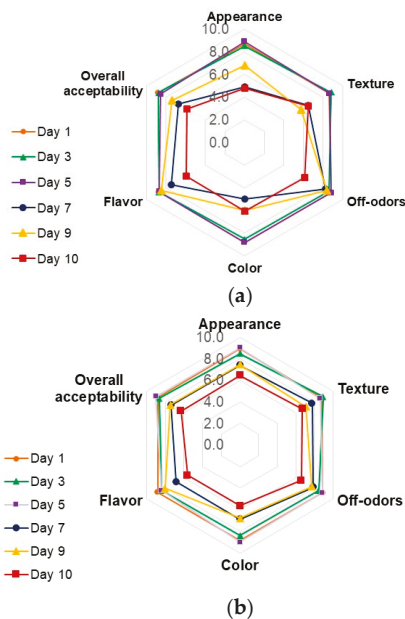 Appearance
10.0
8.0
6.0
4.0
2.0
0.0
Texture
Off-odors
Color
Flavor
Overall
acceptability
Day 1
Day 3
Day 5
Day 7
Day 9
Day 10
(a)
Appearance
10.0
8.0
6.0
4.0
2.0
0.0
Texture
Off-odors
Color
Flavor
Overall
acceptability
Day 1
Day 3
Day 5
Day 7
Day 9
Day 10
(b)